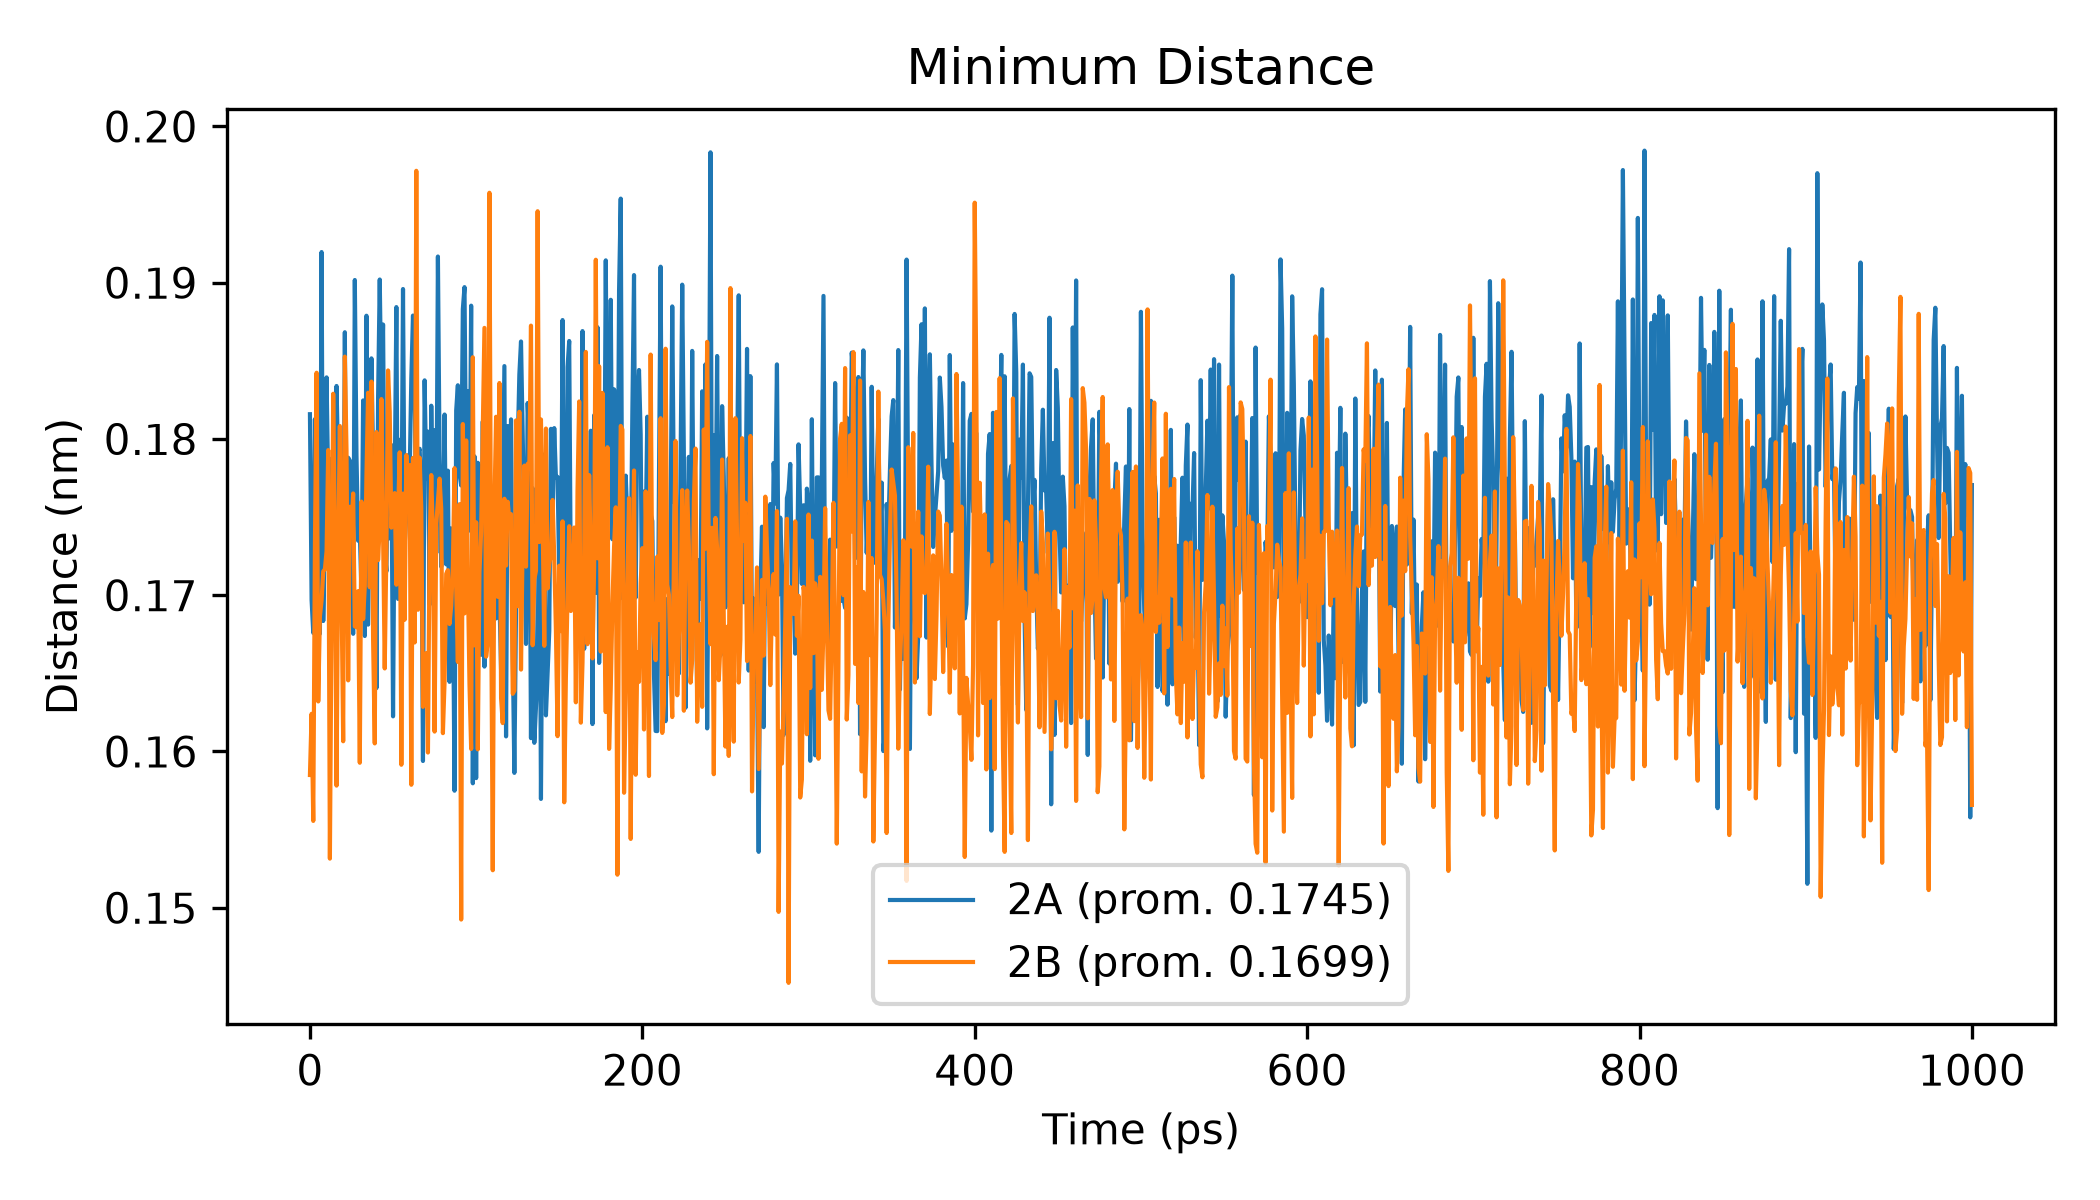 Minimum Distance
0.20
0.19
0.18
0.17
0.16
0.15
Distance (nm)
2A (prom. 0.1745)
2B (prom. 0.1699)
0 200 400 600 800 1000
Time (ps)